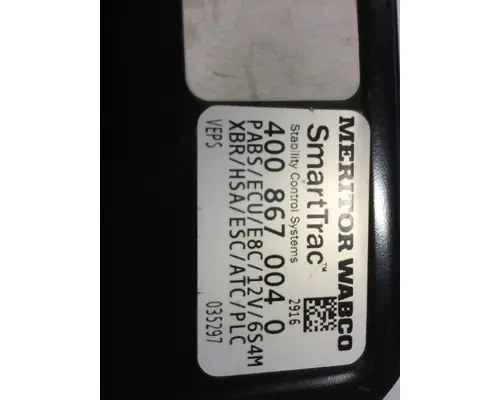 MERITOR WABCO
SmartTrac™
Stability Control Systems
2916
400 867 004 0
PABS/ECU/E8C/12V/6S4M
XBR/HSA/ESC/ATC/PLC
VEPS 035297